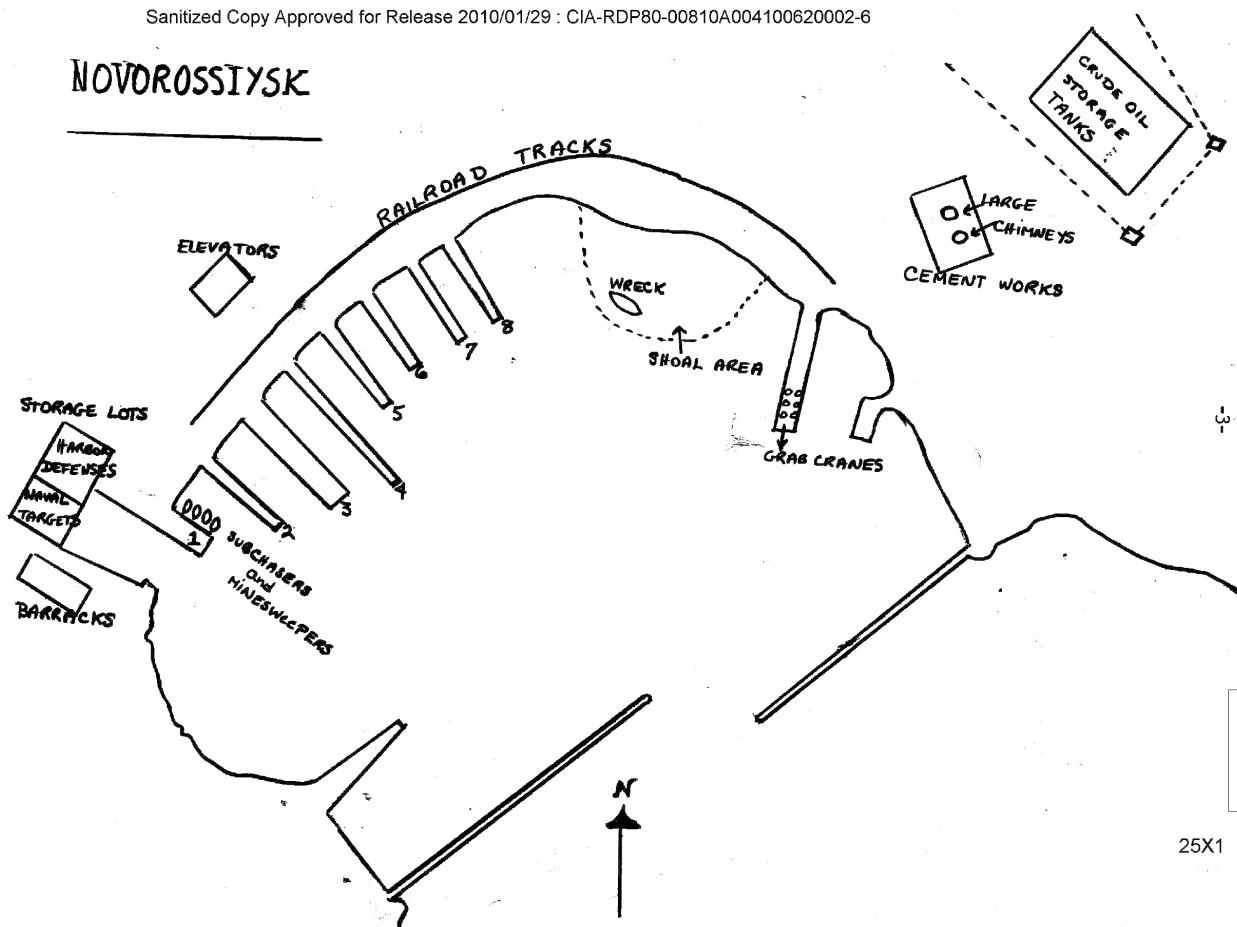 Sanitized Copy Approved for Release 2010/01/29 : CIA-RDP80-00810A004100620002-6
NOVOROSSIYSK
CRUDE OIL
STORAGE
TANKS
RAILROAD TRACKS
LARGE
CHIMNEYS
CEMENT WORKS
ELEVATORS
WRECK
SHOAL AREA
8
7
6
5
4
3
2
1
GRAB CRANES
-3-
STORAGE LOTS
HARBOR
DEFENSES
NAVAL
TARGETS
SUBCHASERS
and
MINESWEEPERS
BARRACKS
N
25X1